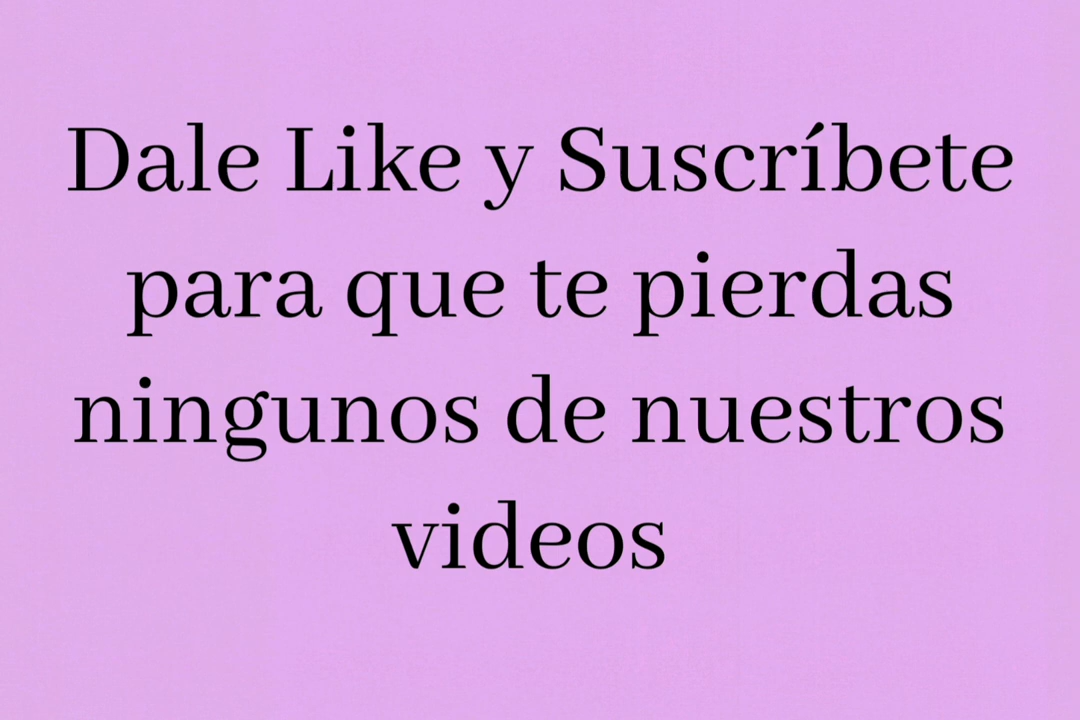 Dale Like y Suscríbete
para que te pierdas
ningunos de nuestros
videos